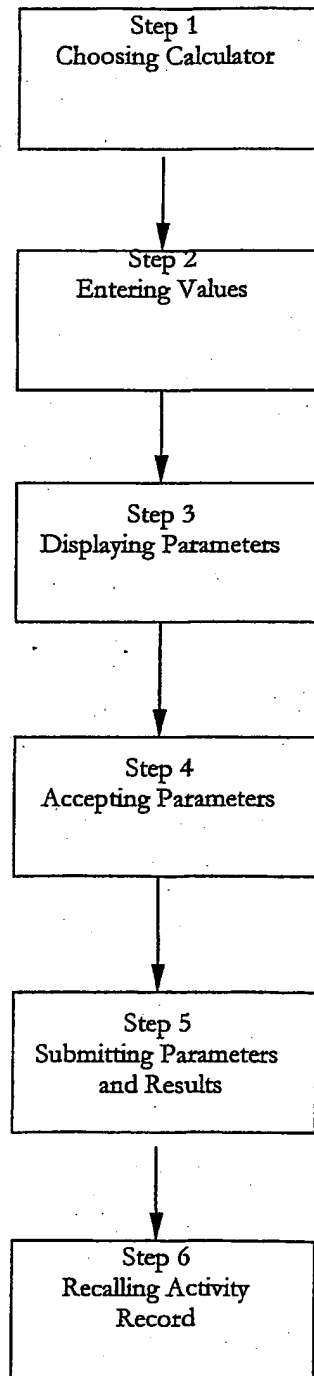 Step 1
Choosing Calculator
Step 2
Entering Values
Step 3
Displaying Parameters
Step 4
Accepting Parameters
Step 5
Submitting Parameters
and Results
Step 6
Recalling Activity
Record